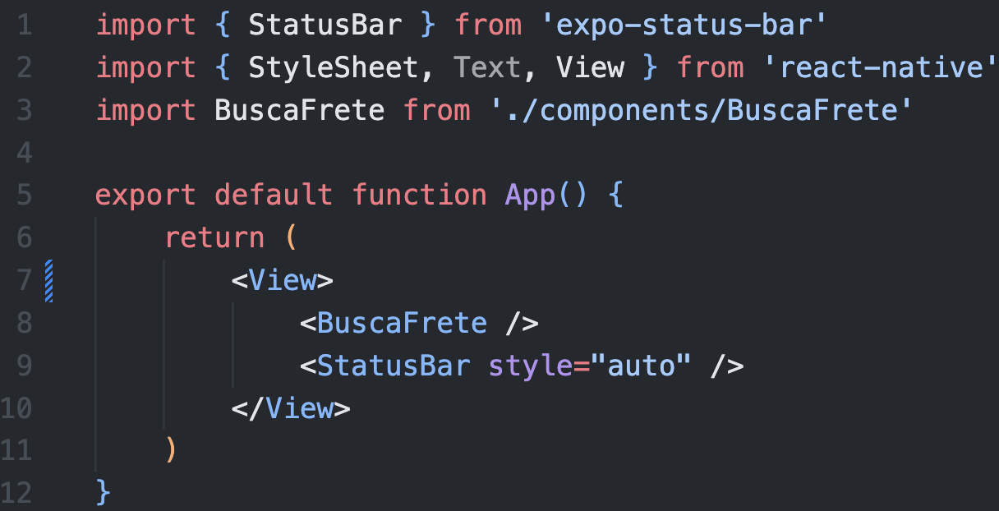 1 import { StatusBar } from 'expo-status-bar'
2 import { StyleSheet, Text, View } from 'react-native'
3 import BuscaFrete from './components/BuscaFrete'
4
5 export default function App() {
6     return (
7         <View>
8             <BuscaFrete />
9             <StatusBar style="auto" />
10         </View>
11     )
12 }